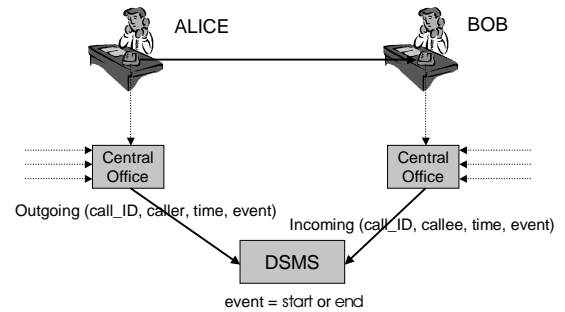 ALICE
BOB
Central
Office
Central
Office
Outgoing (call_ID, caller, time, event)
Incoming (call_ID, callee, time, event)
DSMS
event = start or end